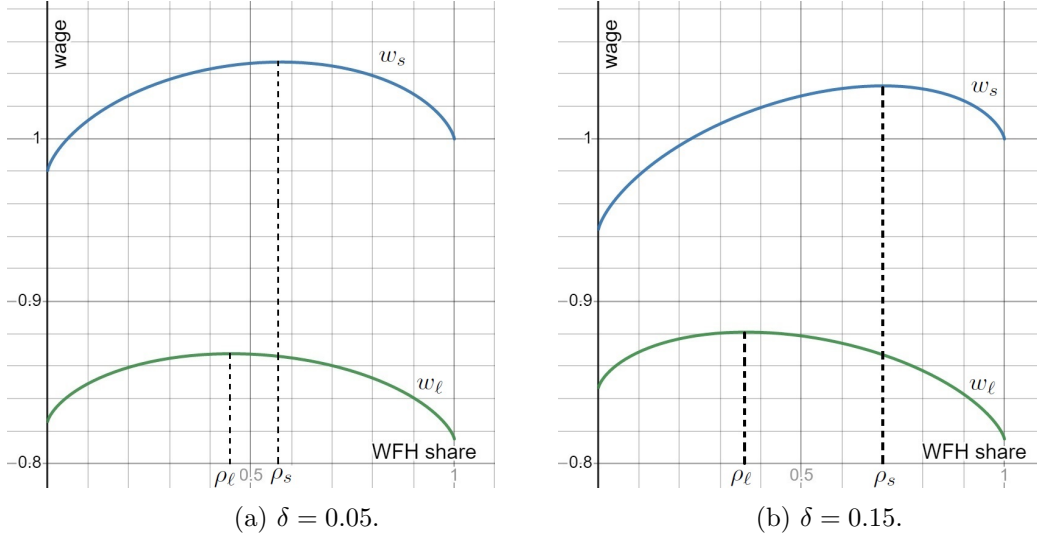 wage
w_s
1
0.9
w_ℓ
WFH share
0.8
ρ_ℓ 0.5 ρ_s 1
(a) δ = 0.05.
wage
w_s
1
0.9
w_ℓ
WFH share
0.8
ρ_ℓ 0.5 ρ_s 1
(b) δ = 0.15.